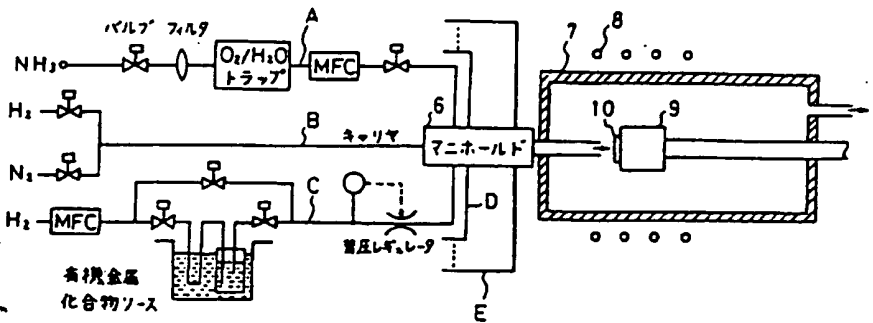 バルブ フィルタ
A
7
8
NH₃
O₂/H₂O
トラップ
MFC
H₂
6
10
9
B
キャリヤ
マニホールド
N₂
H₂
MFC
C
D
蓄圧レギュレータ
有機金属
化合物ソース
E